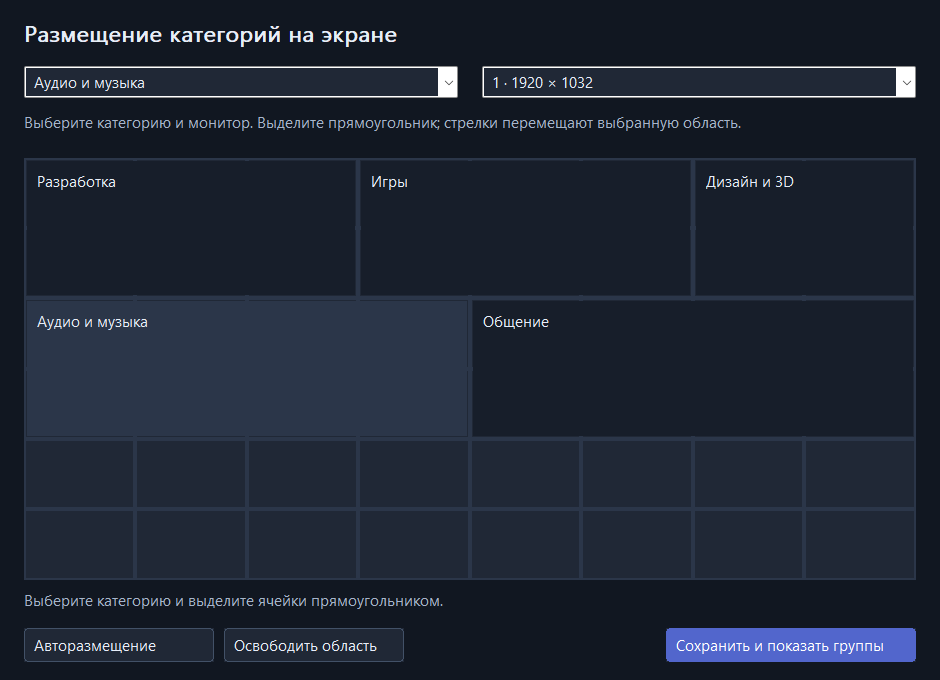 Размещение категорий на экране
Аудио и музыка
1 · 1920 × 1032
Выберите категорию и монитор. Выделите прямоугольник; стрелки перемещают выбранную область.
Разработка
Игры
Дизайн и 3D
Аудио и музыка
Общение
Выберите категорию и выделите ячейки прямоугольником.
Авторазмещение
Освободить область
Сохранить и показать группы